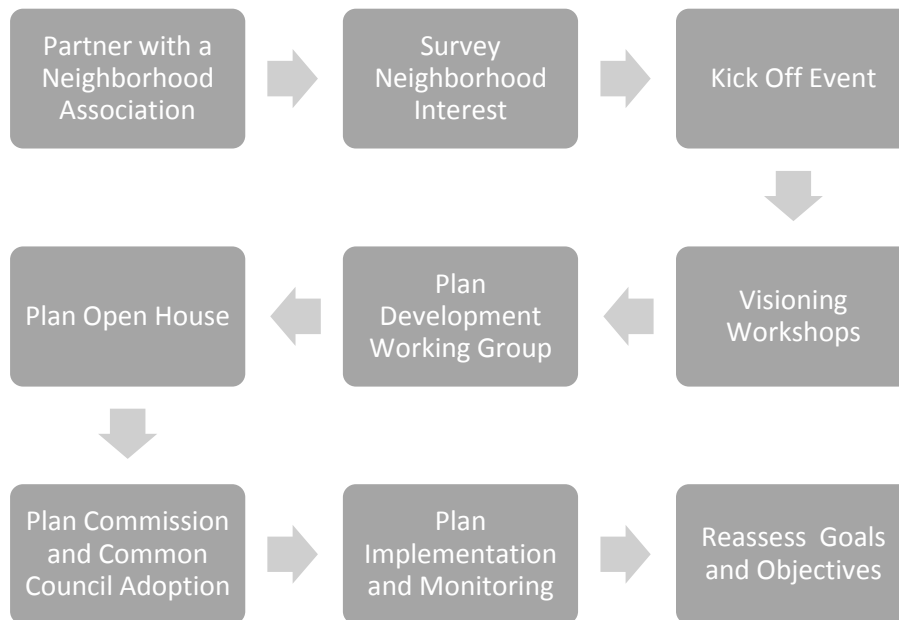 Partner with a
Neighborhood
Association
Survey
Neighborhood
Interest
Kick Off Event
Visioning
Workshops
Plan
Development
Working Group
Plan Open House
Plan Commission
and Common
Council Adoption
Plan
Implementation
and Monitoring
Reassess Goals
and Objectives